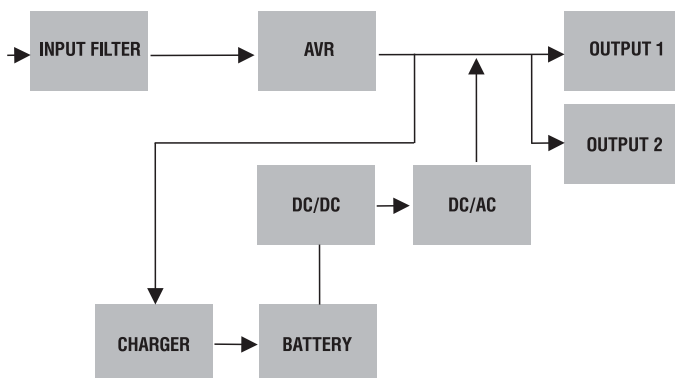 INPUT FILTER
AVR
OUTPUT 1
OUTPUT 2
DC/DC
DC/AC
CHARGER
BATTERY